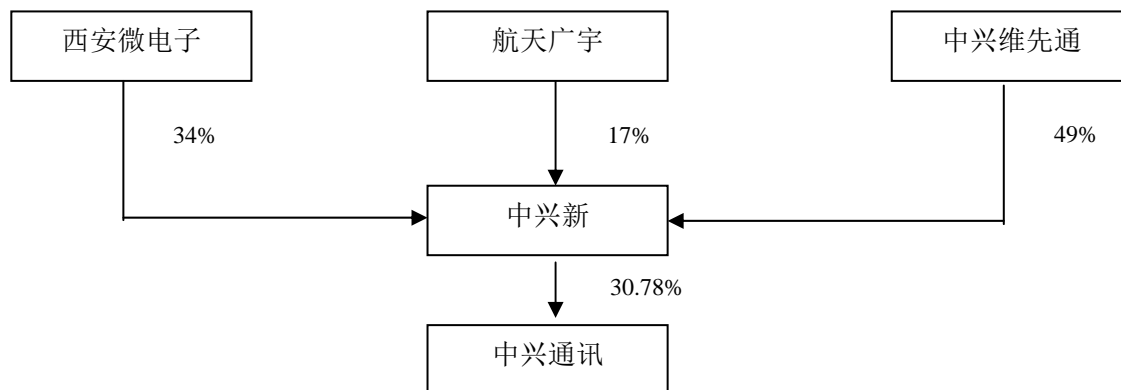 西安微电子
航天广宇
中兴维先通
34%
17%
49%
中兴新
30.78%
中兴通讯